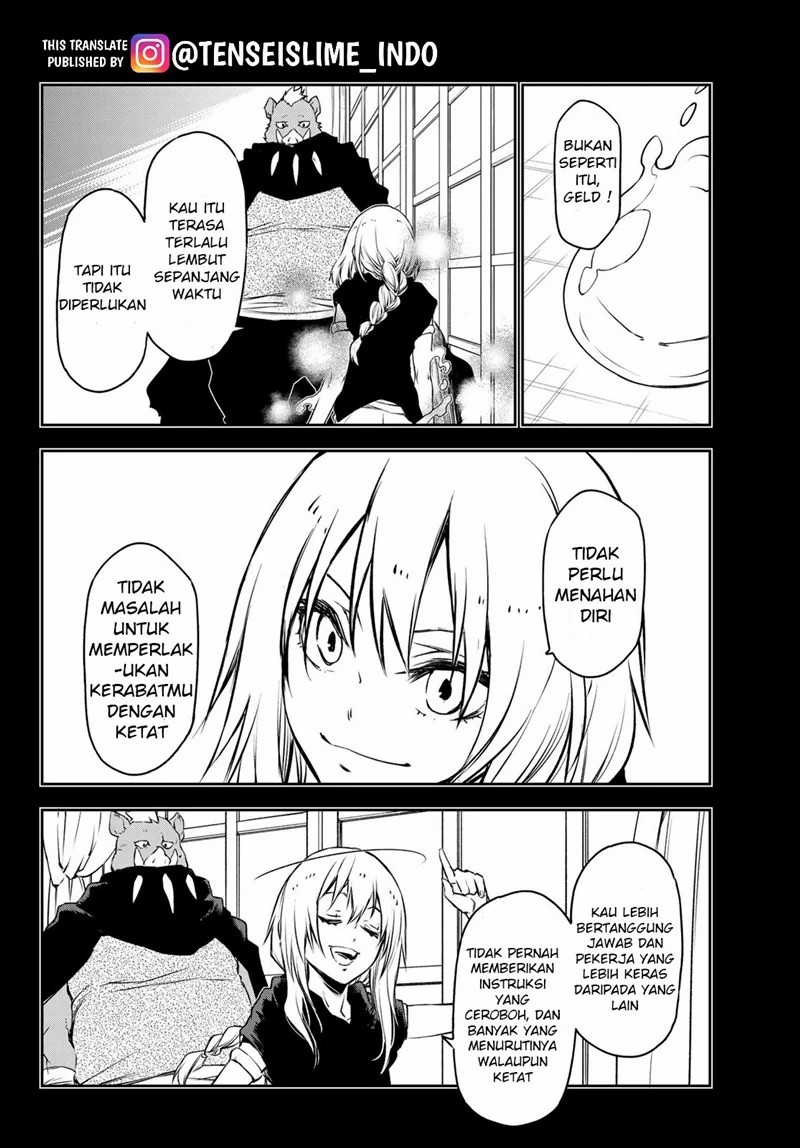 THIS TRANSLATE
PUBLISHED BY
@TENSEISLIME_INDO
BUKAN
SEPERTI
ITU,
GELD !
KAU ITU
TERASA
TERLALU
LEMBUT
SEPANJANG
WAKTU
TAPI ITU
TIDAK
DIPERLUKAN
TIDAK
PERLU
MENAHAN
DIRI
TIDAK
MASALAH
UNTUK
MEMPERLAK
-UKAN
KERABATMU
DENGAN
KETAT
KAU LEBIH
BERTANGGUNG
JAWAB DAN
PEKERJA YANG
LEBIH KERAS
DARIPADA YANG
LAIN
TIDAK PERNAH
MEMBERIKAN
INSTRUKSI
YANG
CEROBOH, DAN
BANYAK YANG
MENURUTINYA
WALAUPUN
KETAT